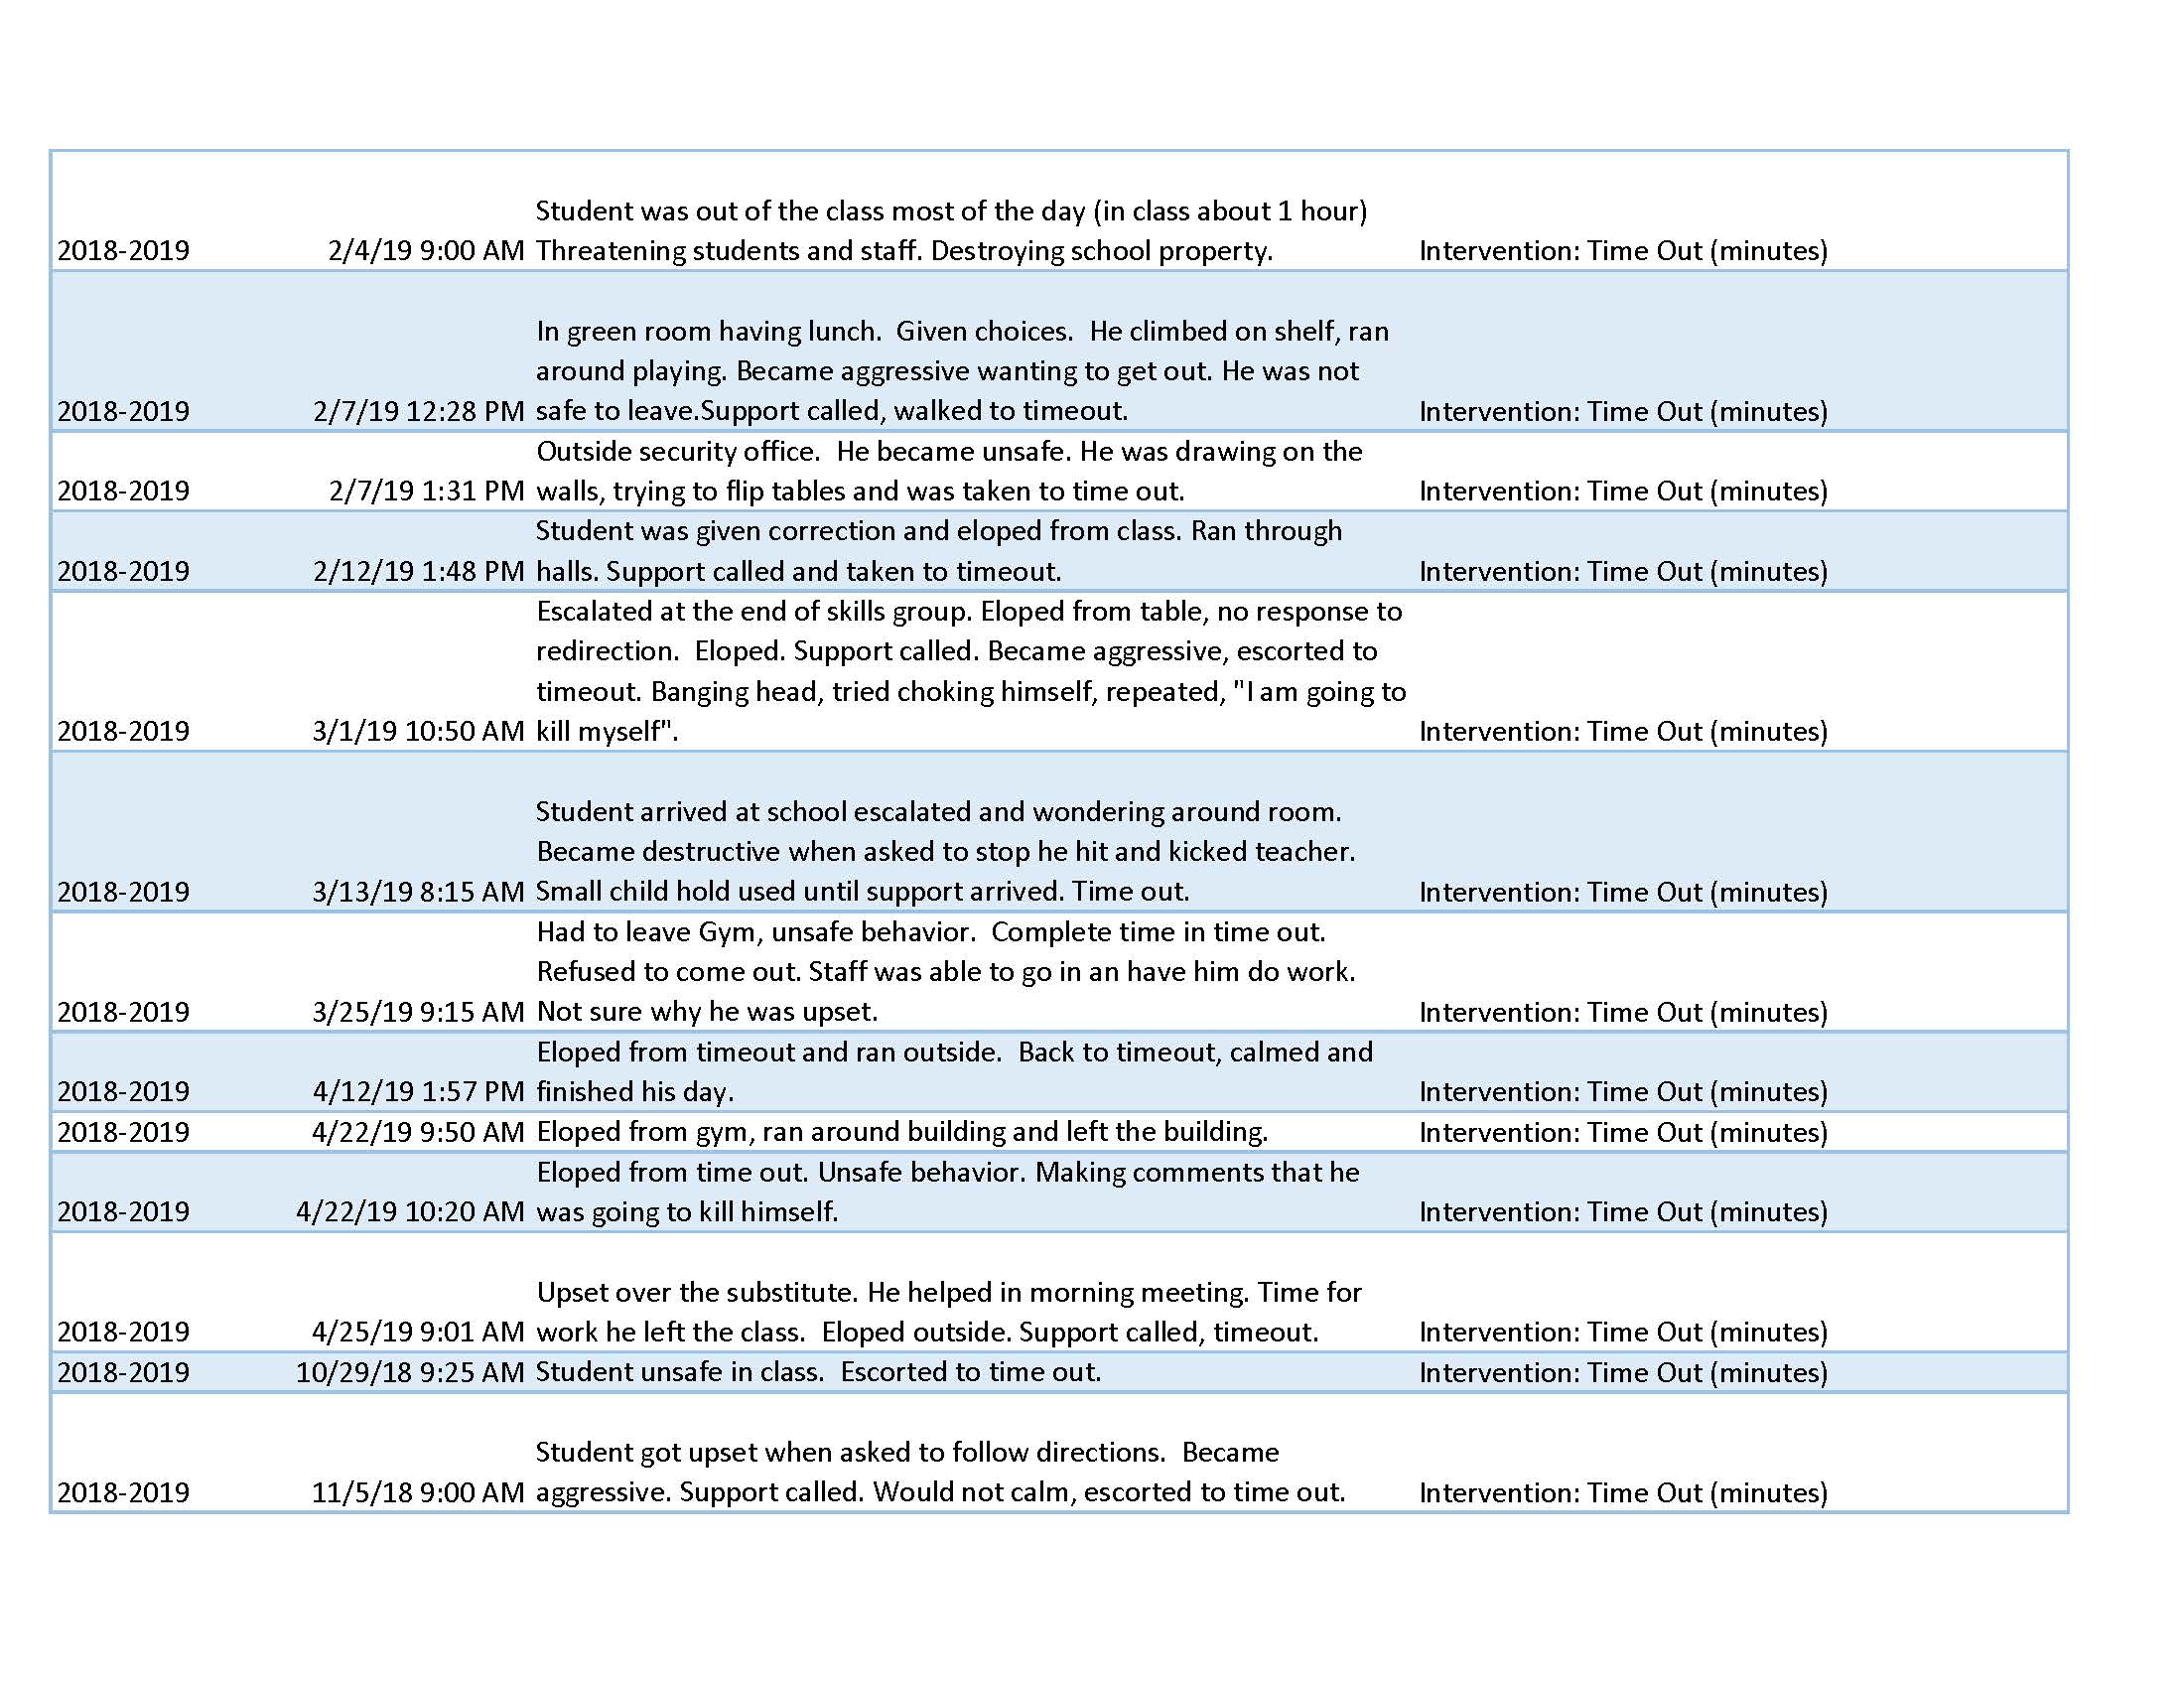 Student was out of the class most of the day (in class about 1 hour)
2018-2019 2/4/19 9:00 AM Threatening students and staff. Destroying school property. Intervention: Time Out (minutes)
In green room having lunch.  Given choices.  He climbed on shelf, ran
around playing. Became aggressive wanting to get out. He was not
2018-2019 2/7/19 12:28 PM safe to leave.Support called, walked to timeout. Intervention: Time Out (minutes)
Outside security office.  He became unsafe. He was drawing on the
2018-2019 2/7/19 1:31 PM walls, trying to flip tables and was taken to time out. Intervention: Time Out (minutes)
Student was given correction and eloped from class. Ran through
2018-2019 2/12/19 1:48 PM halls. Support called and taken to timeout. Intervention: Time Out (minutes)
Escalated at the end of skills group. Eloped from table, no response to
redirection.  Eloped. Support called. Became aggressive, escorted to
timeout. Banging head, tried choking himself, repeated, "I am going to
2018-2019 3/1/19 10:50 AM kill myself". Intervention: Time Out (minutes)
Student arrived at school escalated and wondering around room.
Became destructive when asked to stop he hit and kicked teacher.
2018-2019 3/13/19 8:15 AM Small child hold used until support arrived. Time out. Intervention: Time Out (minutes)
Had to leave Gym, unsafe behavior.  Complete time in time out.
Refused to come out. Staff was able to go in an have him do work.
2018-2019 3/25/19 9:15 AM Not sure why he was upset. Intervention: Time Out (minutes)
Eloped from timeout and ran outside.  Back to timeout, calmed and
2018-2019 4/12/19 1:57 PM finished his day. Intervention: Time Out (minutes)
2018-2019 4/22/19 9:50 AM Eloped from gym, ran around building and left the building. Intervention: Time Out (minutes)
Eloped from time out. Unsafe behavior. Making comments that he
2018-2019 4/22/19 10:20 AM was going to kill himself. Intervention: Time Out (minutes)
Upset over the substitute. He helped in morning meeting. Time for
2018-2019 4/25/19 9:01 AM work he left the class.  Eloped outside. Support called, timeout. Intervention: Time Out (minutes)
2018-2019 10/29/18 9:25 AM Student unsafe in class.  Escorted to time out. Intervention: Time Out (minutes)
Student got upset when asked to follow directions.  Became
2018-2019 11/5/18 9:00 AM aggressive. Support called. Would not calm, escorted to time out. Intervention: Time Out (minutes)